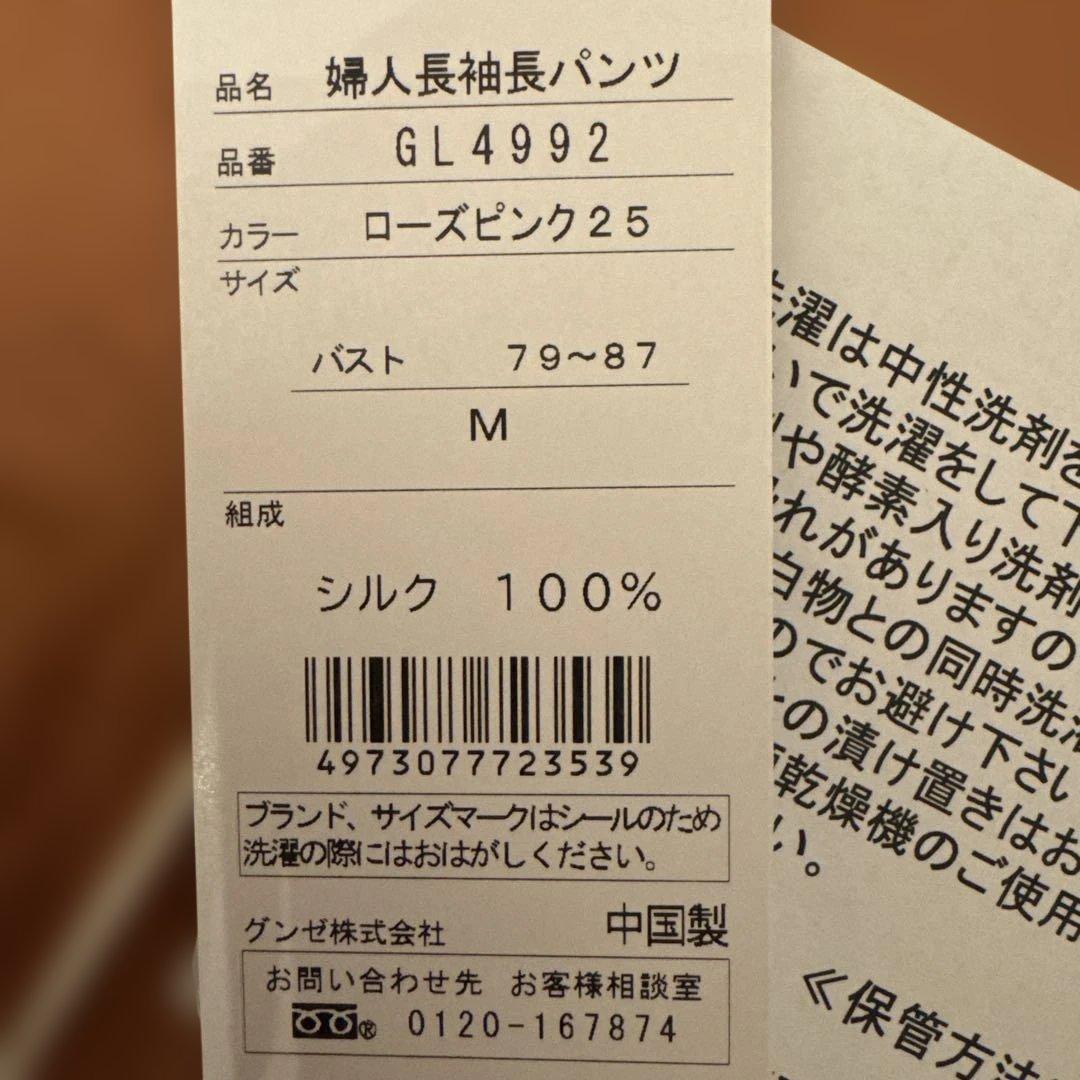 品名 婦人長袖長パンツ
品番 GL4992
カラー ローズピンク25
サイズ
バスト 79~87
M
組成
シルク 100%
4973077723539
ブランド、サイズマークはシールのため
洗濯の際にはおはがしください。
グンゼ株式会社 中国製
お問い合わせ先 お客様相談室
® 0120-167874
洗濯は中性洗剤を
いで洗濯をして下
や酵素入り洗剤
れがありますの
白物との同時洗濯
のでお避け下さい
の漬け置きはお
乾燥機のご使用
い。
≪保管方法